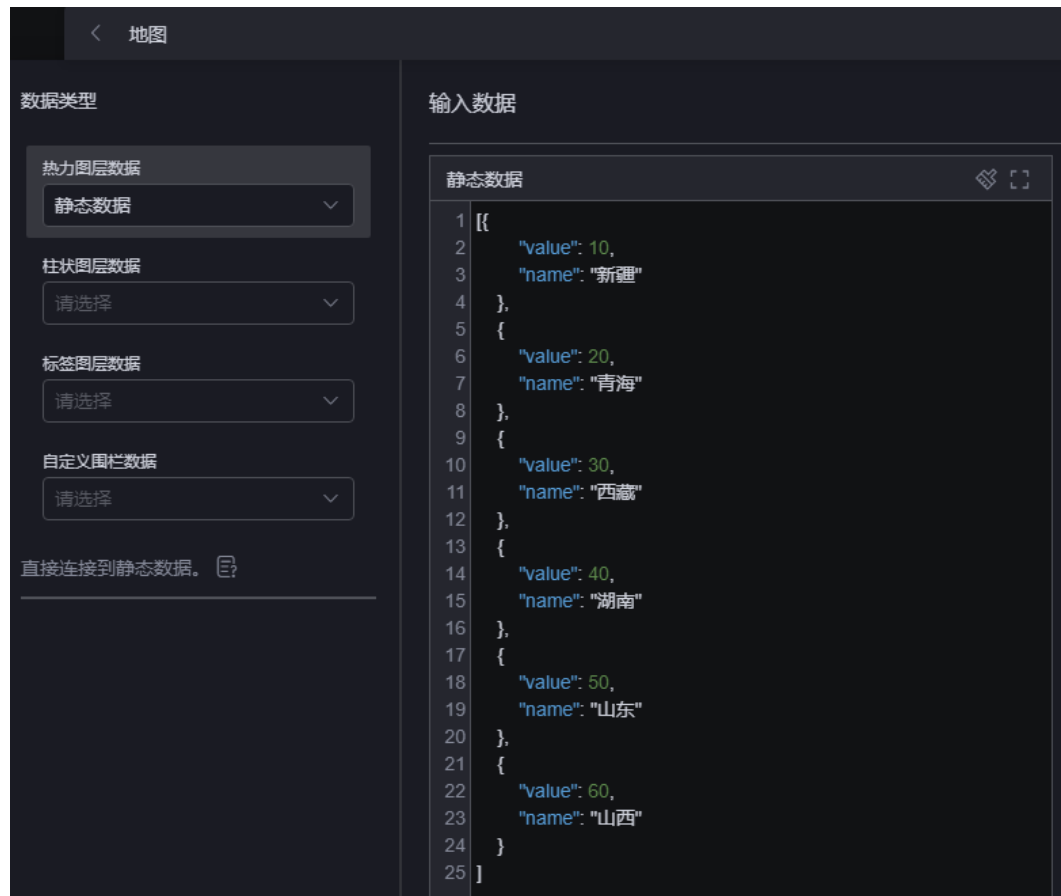 地图
数据类型
热力图层数据
静态数据
柱状图层数据
请选择
标签图层数据
请选择
自定义围栏数据
请选择
直接连接到静态数据。
输入数据
静态数据
1 [{
2 "value": 10,
3 "name": "新疆"
4 },
5 {
6 "value": 20,
7 "name": "青海"
8 },
9 {
10 "value": 30,
11 "name": "西藏"
12 },
13 {
14 "value": 40,
15 "name": "湖南"
16 },
17 {
18 "value": 50,
19 "name": "山东"
20 },
21 {
22 "value": 60,
23 "name": "山西"
24 }
25 ]